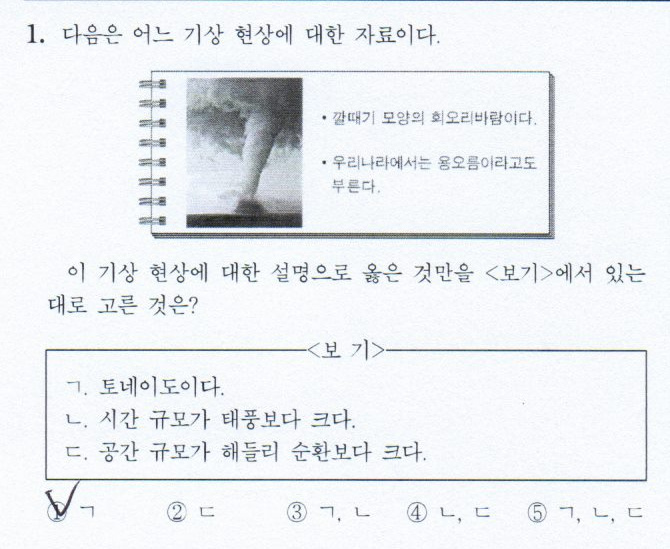 1. 다음은 어느 기상 현상에 대한 자료이다.
• 깔때기 모양의 회오리바람이다.
• 우리나라에서는 용오름이라고도
부른다.
이 기상 현상에 대한 설명으로 옳은 것만을 <보기>에서 있는
대로 고른 것은?
<보 기>
ㄱ. 토네이도이다.
ㄴ. 시간 규모가 태풍보다 크다.
ㄷ. 공간 규모가 해들리 순환보다 크다.
① ㄱ ② ㄷ ③ ㄱ, ㄴ ④ ㄴ, ㄷ ⑤ ㄱ, ㄴ, ㄷ